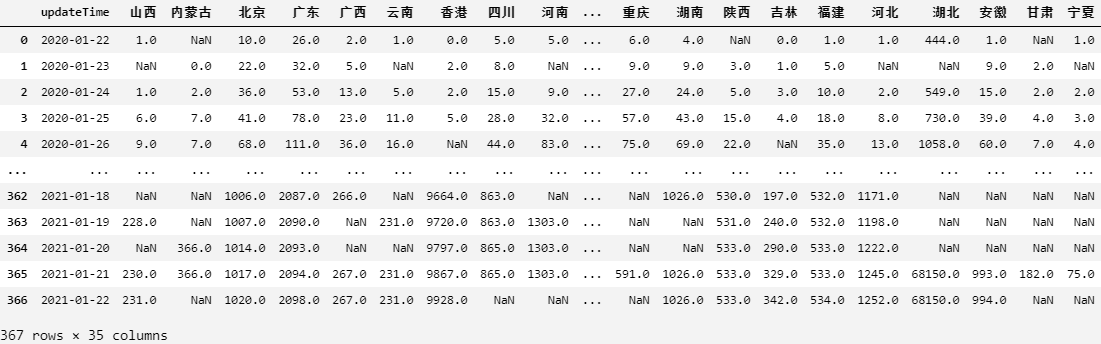 updateTime 山西 内蒙古 北京 广东 广西 云南 香港 四川 河南 ... 重庆 湖南 陕西 吉林 福建 河北 湖北 安徽 甘肃 宁夏
0 2020-01-22 1.0 NaN 10.0 26.0 2.0 1.0 0.0 5.0 5.0 ... 6.0 4.0 NaN 0.0 1.0 1.0 444.0 1.0 NaN 1.0
1 2020-01-23 NaN 0.0 22.0 32.0 5.0 NaN 2.0 8.0 NaN ... 9.0 9.0 3.0 1.0 5.0 NaN NaN 9.0 2.0 NaN
2 2020-01-24 1.0 2.0 36.0 53.0 13.0 5.0 2.0 15.0 9.0 ... 27.0 24.0 5.0 3.0 10.0 2.0 549.0 15.0 2.0 2.0
3 2020-01-25 6.0 7.0 41.0 78.0 23.0 11.0 5.0 28.0 32.0 ... 57.0 43.0 15.0 4.0 18.0 8.0 730.0 39.0 4.0 3.0
4 2020-01-26 9.0 7.0 68.0 111.0 36.0 16.0 NaN 44.0 83.0 ... 75.0 69.0 22.0 NaN 35.0 13.0 1058.0 60.0 7.0 4.0
... ... ... ... ... ... ... ... ... ... ... ... ... ... ... ... ... ... ... ... ... ...
362 2021-01-18 NaN NaN 1006.0 2087.0 266.0 NaN 9664.0 863.0 NaN ... NaN 1026.0 530.0 197.0 532.0 1171.0 NaN NaN NaN NaN
363 2021-01-19 228.0 NaN 1007.0 2090.0 NaN 231.0 9720.0 863.0 1303.0 ... NaN NaN 531.0 240.0 532.0 1198.0 NaN NaN NaN NaN
364 2021-01-20 NaN 366.0 1014.0 2093.0 NaN NaN 9797.0 865.0 1303.0 ... NaN NaN 533.0 290.0 533.0 1222.0 NaN NaN NaN NaN
365 2021-01-21 230.0 366.0 1017.0 2094.0 267.0 231.0 9867.0 865.0 1303.0 ... 591.0 1026.0 533.0 329.0 533.0 1245.0 68150.0 993.0 182.0 75.0
366 2021-01-22 231.0 NaN 1020.0 2098.0 267.0 231.0 9928.0 NaN NaN ... NaN 1026.0 533.0 342.0 534.0 1252.0 68150.0 994.0 NaN NaN
367 rows × 35 columns